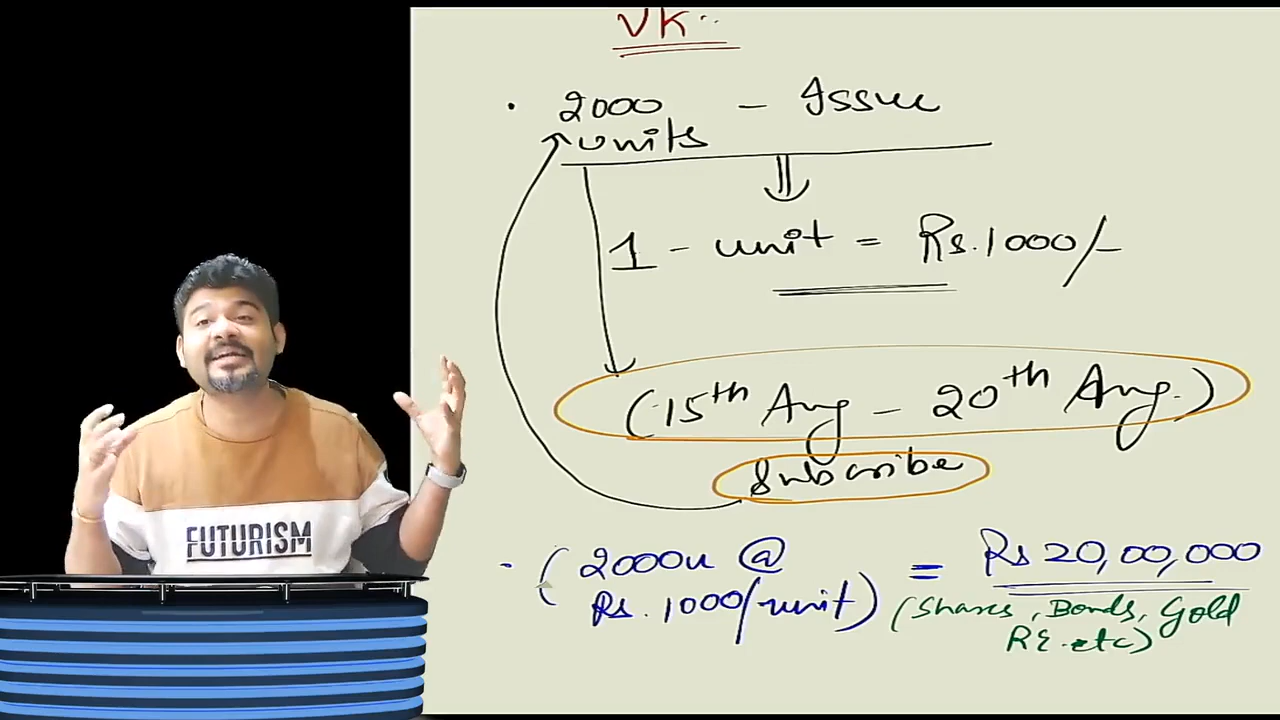 VK..
. 2000 - Issue
units
1 - unit = Rs.1000/-
(15th Aug - 20th Aug.)
Subscribe
FUTURISM
. (2000u @ = Rs 20,00,000
Rs. 1000/unit) (Shares, Bonds, Gold
RE. etc)